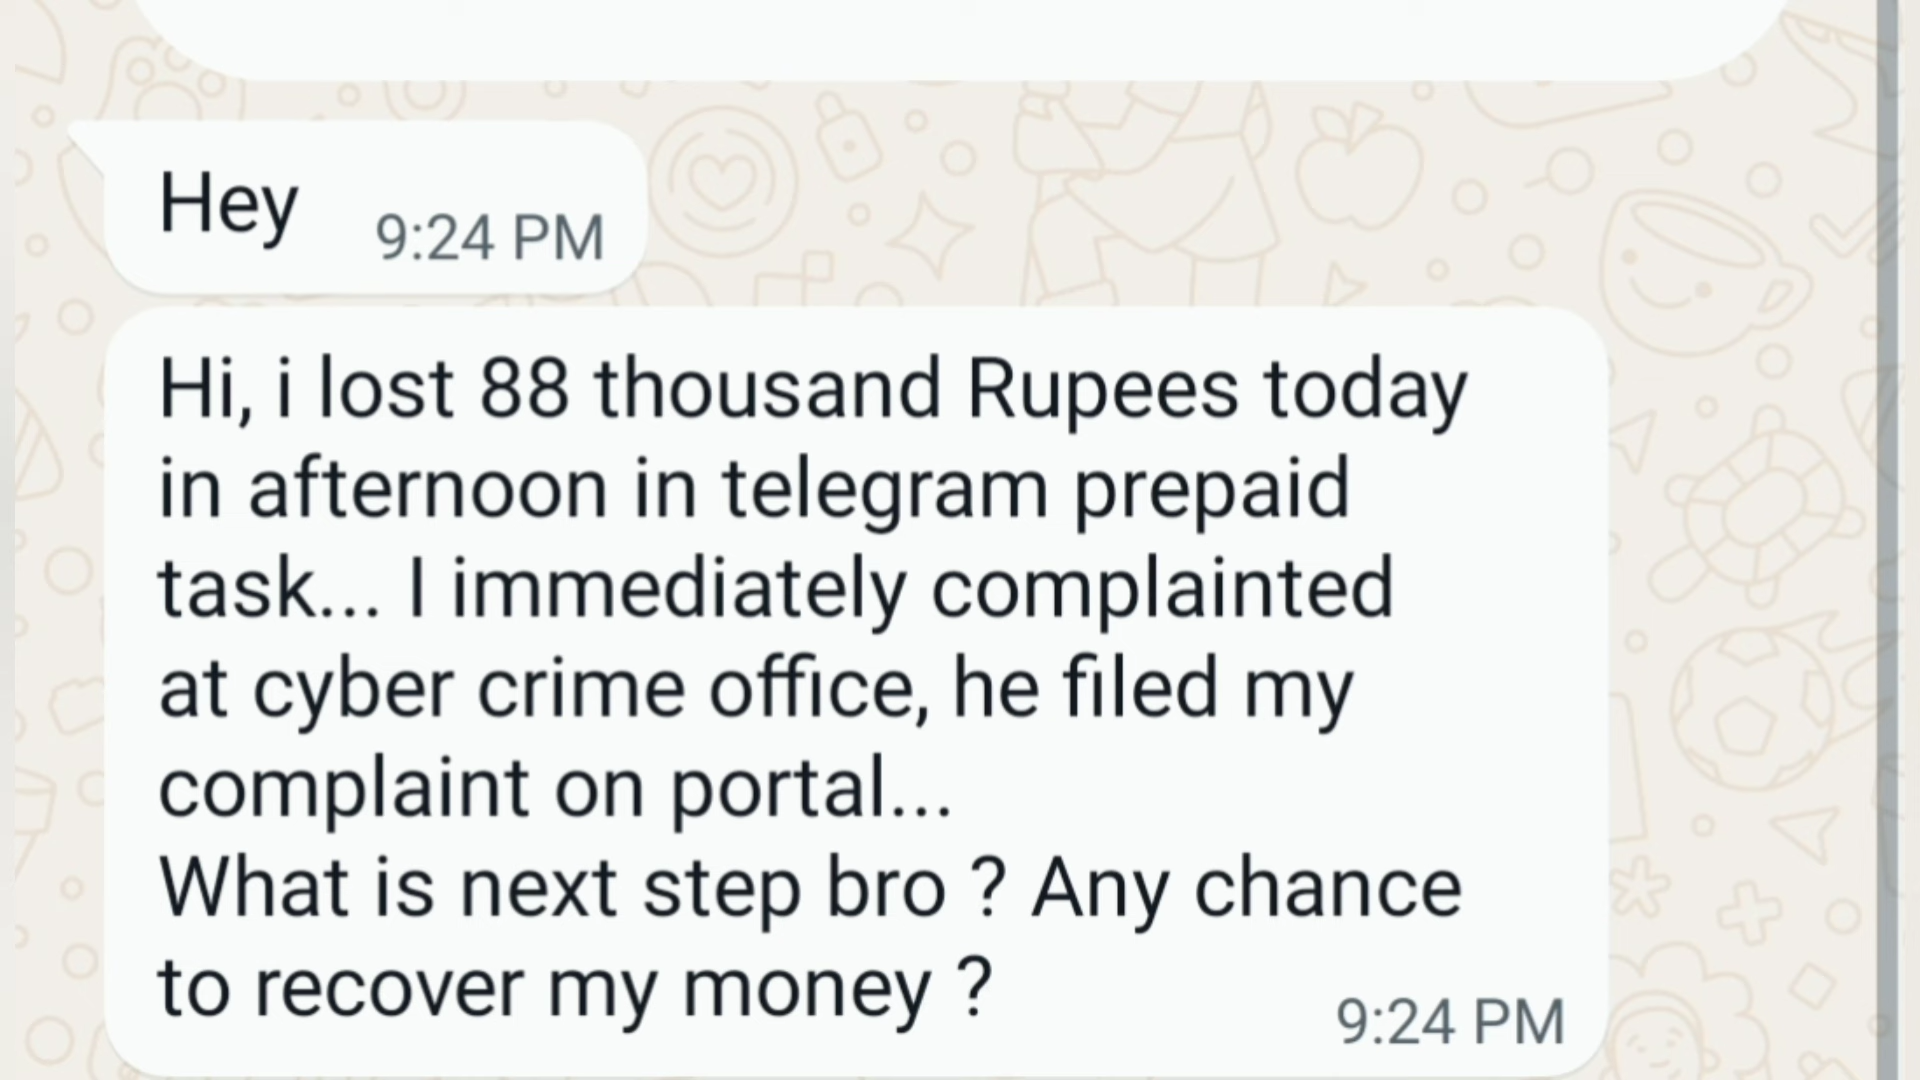 Hey
9:24 PM
Hi, i lost 88 thousand Rupees today
in afternoon in telegram prepaid
task... I immediately complainted
at cyber crime office, he filed my
complaint on portal...
What is next step bro ? Any chance
to recover my money ?
9:24 PM